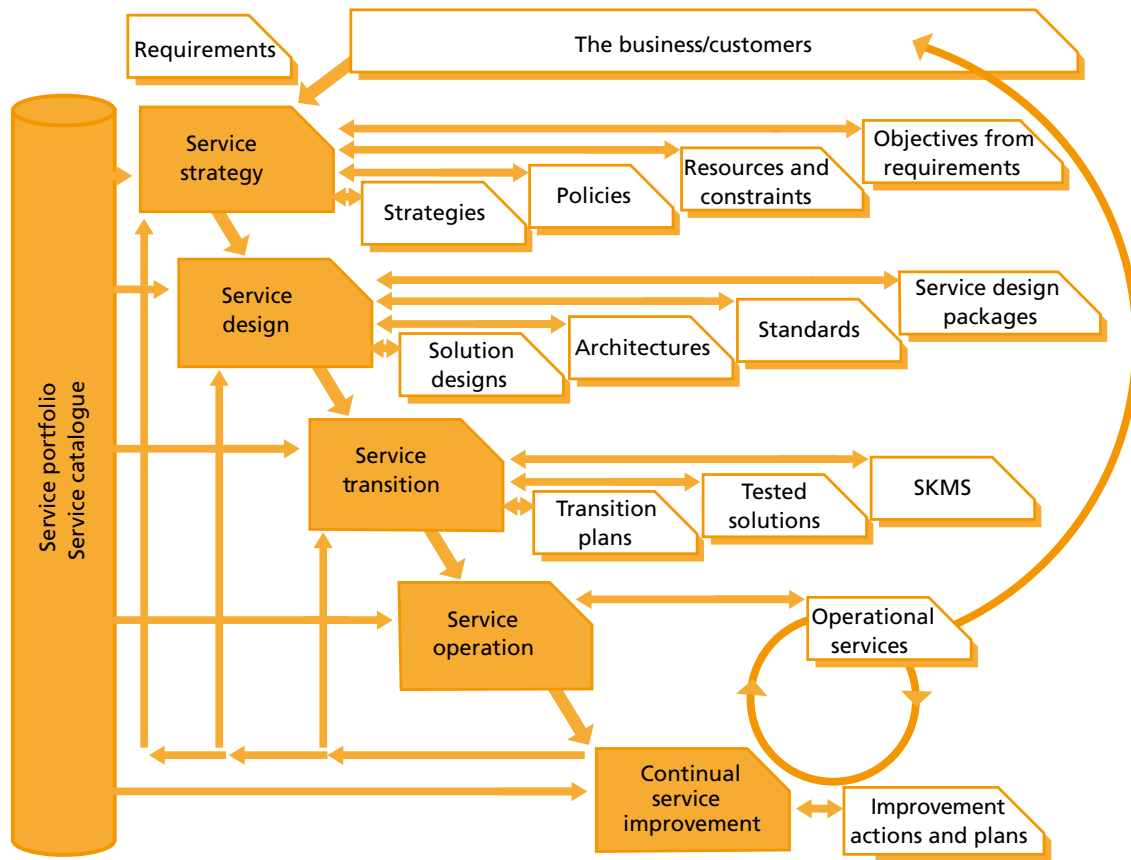 Requirements
The business/customers
Service
strategy
Objectives from
requirements
Resources and
constraints
Policies
Strategies
Service
design
Service design
packages
Standards
Architectures
Solution
designs
Service portfolio
Service catalogue
Service
transition
SKMS
Tested
solutions
Transition
plans
Service
operation
Operational
services
Continual
service
improvement
Improvement
actions and plans